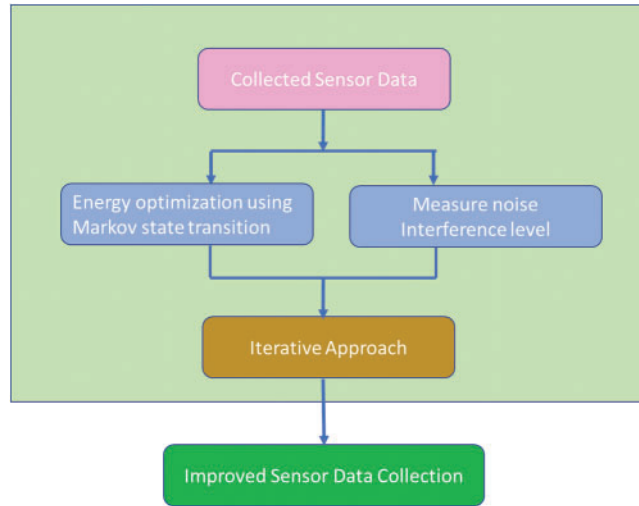 Collected Sensor Data
Energy optimization using
Markov state transition
Measure noise
Interference level
Iterative Approach
Improved Sensor Data Collection